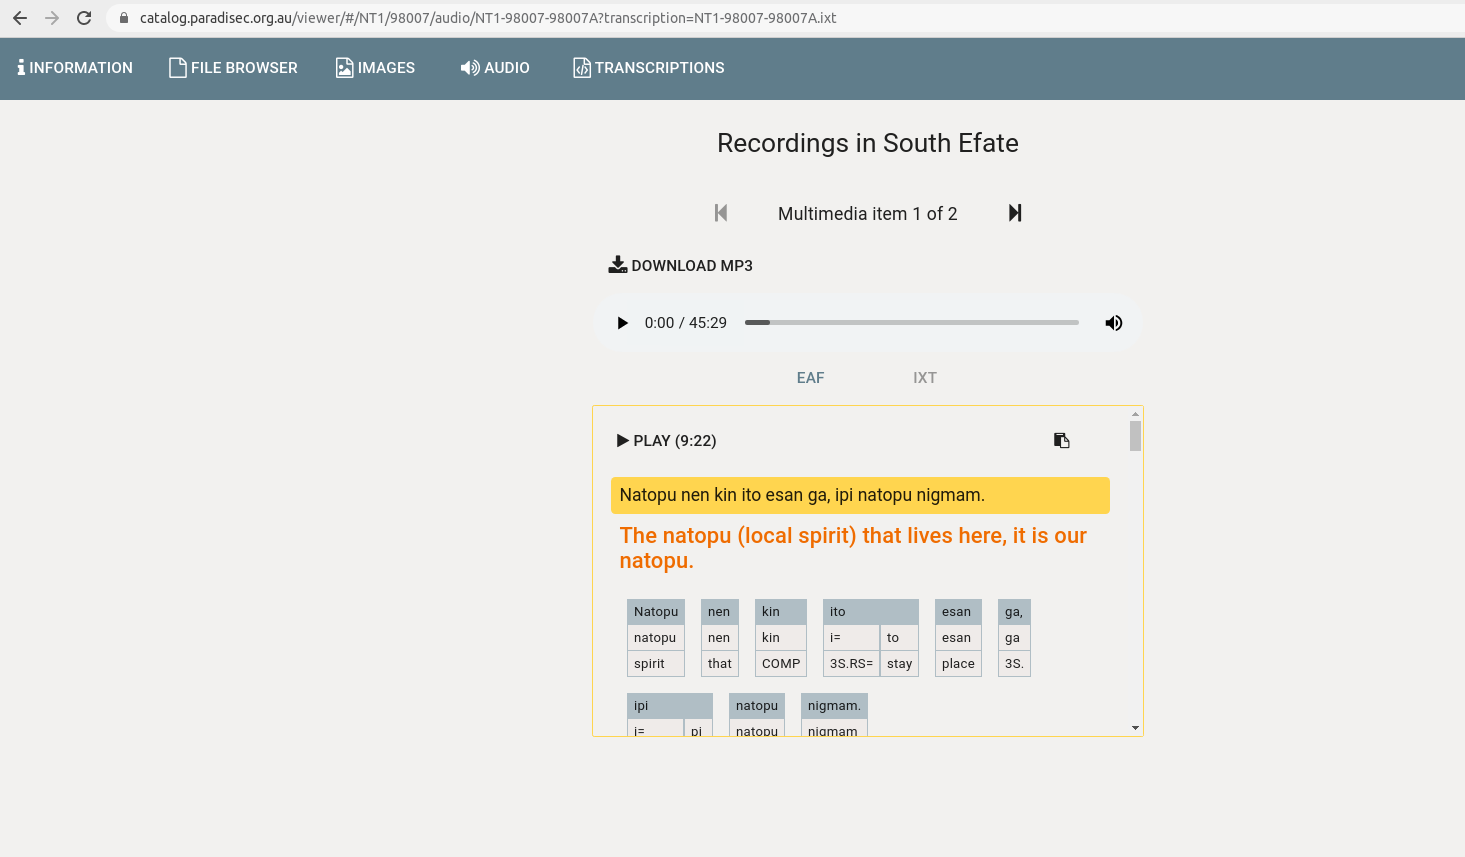 catalog.paradisec.org.au/viewer/#/NT1/98007/audio/NT1-98007-98007A?transcription=NT1-98007-98007A.ixt
INFORMATION FILE BROWSER IMAGES AUDIO TRANSCRIPTIONS
Recordings in South Efate
Multimedia item 1 of 2
DOWNLOAD MP3
0:00 / 45:29
EAF IXT
PLAY (9:22)
Natopu nen kin ito esan ga, ipi natopu nigmam.
The natopu (local spirit) that lives here, it is our
natopu.
Natopu nen kin ito esan ga,
natopu nen kin i= to esan ga
spirit that COMP 3S.RS= stay place 3S.
ipi natopu nigmam.
i= pi natopu nigmam